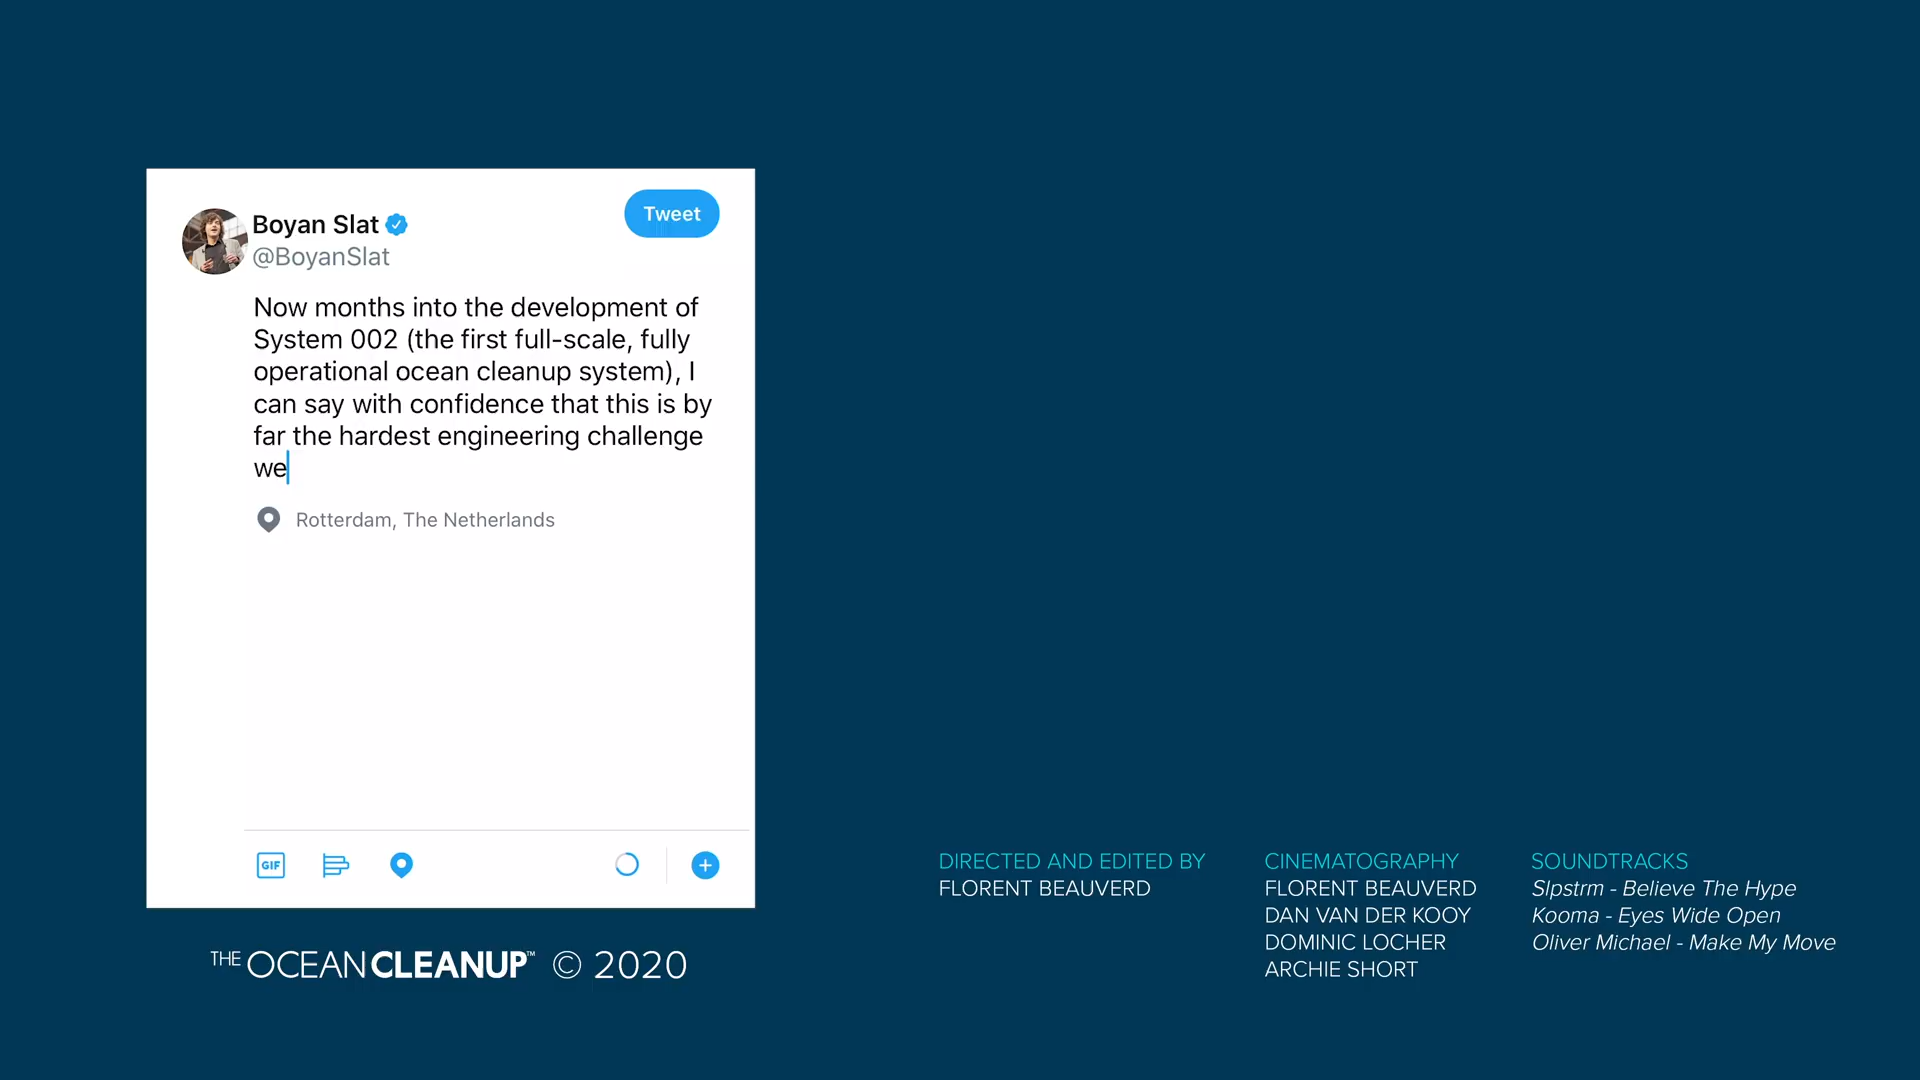 Boyan Slat
@BoyanSlat
Tweet
Now months into the development of
System 002 (the first full-scale, fully
operational ocean cleanup system), I
can say with confidence that this is by
far the hardest engineering challenge
we
Rotterdam, The Netherlands
GIF
THE OCEAN CLEANUP™ © 2020
DIRECTED AND EDITED BY
FLORENT BEAUVERD
CINEMATOGRAPHY
FLORENT BEAUVERD
DAN VAN DER KOOY
DOMINIC LOCHER
ARCHIE SHORT
SOUNDTRACKS
Slpstrm - Believe The Hype
Kooma - Eyes Wide Open
Oliver Michael - Make My Move